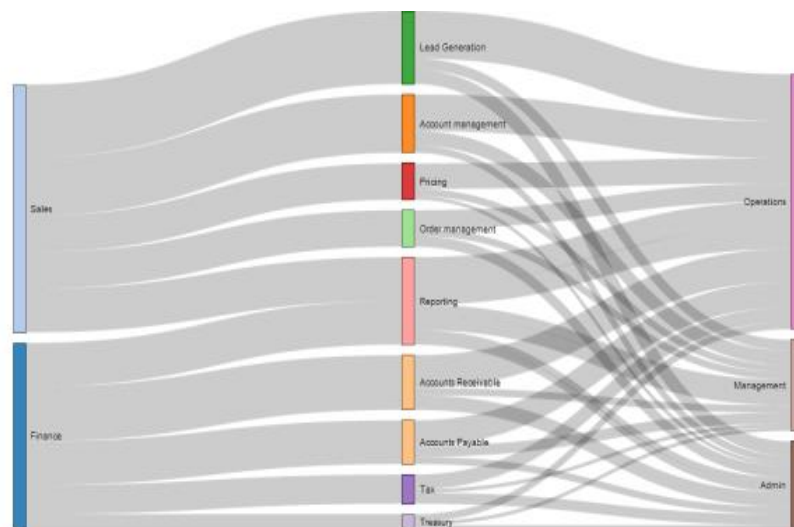 Sales
Finance
Lead Generation
Account management
Pricing
Order management
Reporting
Accounts Receivable
Accounts Payable
Tax
Treasury
Operations
Management
Admin